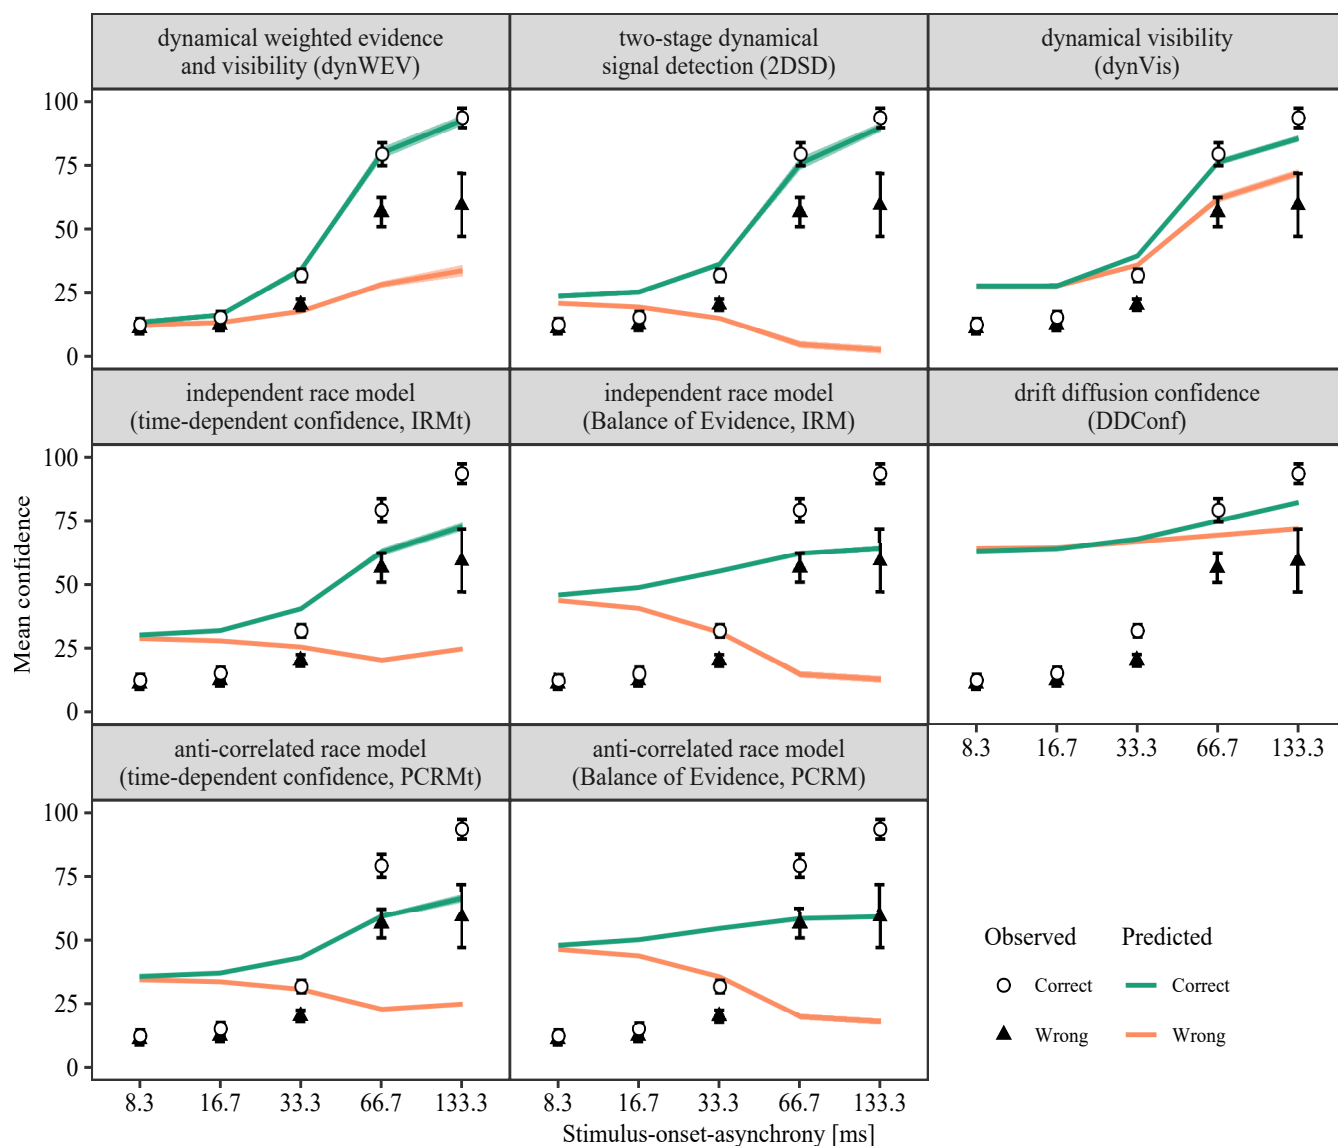 dynamical weighted evidence
and visibility (dynWEV)
two-stage dynamical
signal detection (2DSD)
dynamical visibility
(dynVis)
100
75
50
25
0
independent race model
(time-dependent confidence, IRMt)
independent race model
(Balance of Evidence, IRM)
drift diffusion confidence
(DDConf)
Mean confidence
100
75
50
25
0
8.3 16.7 33.3 66.7 133.3
anti-correlated race model
(time-dependent confidence, PCRMt)
anti-correlated race model
(Balance of Evidence, PCRM)
100
75
50
25
0
8.3 16.7 33.3 66.7 133.3
8.3 16.7 33.3 66.7 133.3
Stimulus-onset-asynchrony [ms]
Observed Predicted
Correct Correct
Wrong Wrong